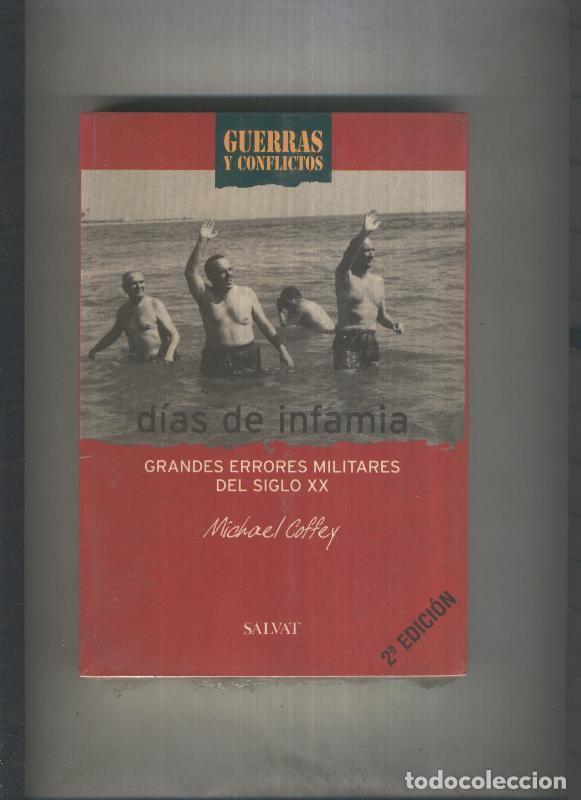 GUERRAS
Y CONFLICTOS
días de infamia
GRANDES ERRORES MILITARES
DEL SIGLO XX
Michael Coffey
SALVAT
2ª EDICIÓN
todocoleccion